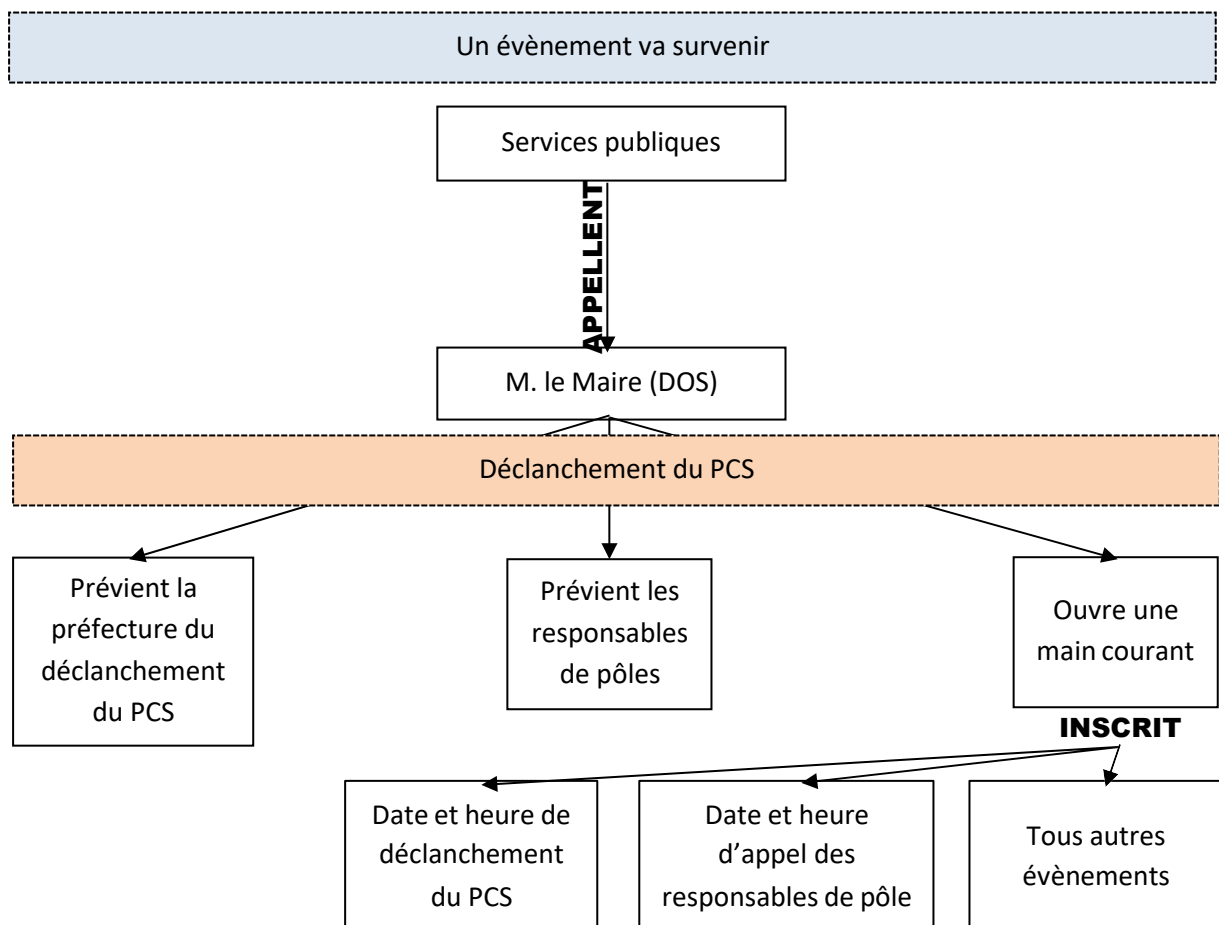 Un évènement va survenir
Services publiques
APPELLENT
M. le Maire (DOS)
Déclanchement du PCS
Prévient la
préfecture du
déclanchement
du PCS
Prévient les
responsables
de pôles
Ouvre une
main courant
INSCRIT
Date et heure de
déclanchement
du PCS
Date et heure
d’appel des
responsables de pôle
Tous autres
évènements